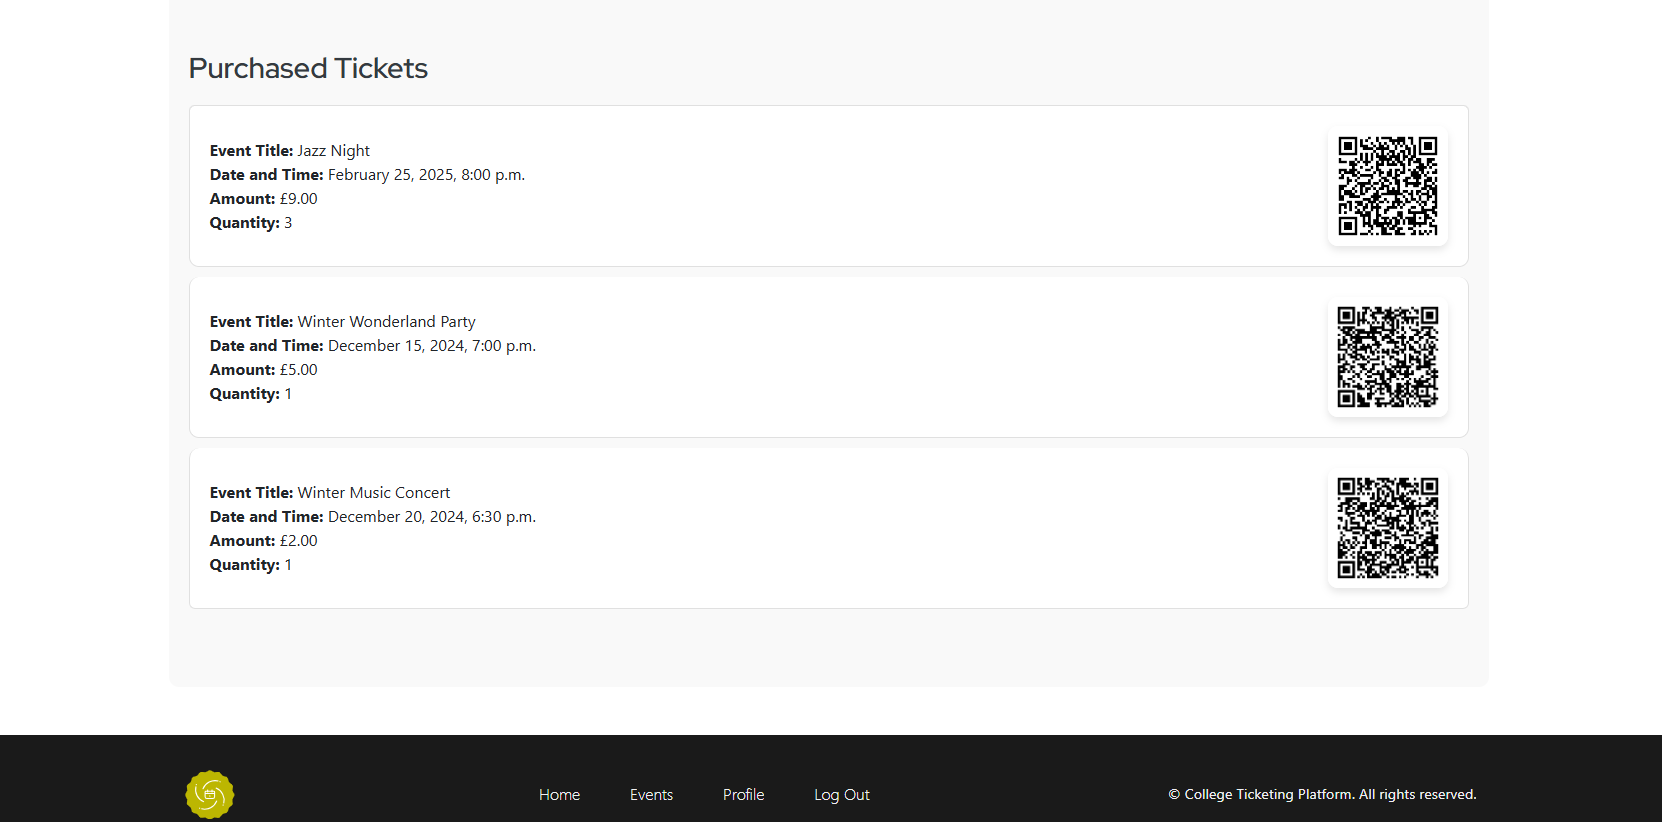 Purchased Tickets
Event Title: Jazz Night
Date and Time: February 25, 2025, 8:00 p.m.
Amount: £9.00
Quantity: 3
Event Title: Winter Wonderland Party
Date and Time: December 15, 2024, 7:00 p.m.
Amount: £5.00
Quantity: 1
Event Title: Winter Music Concert
Date and Time: December 20, 2024, 6:30 p.m.
Amount: £2.00
Quantity: 1
Home Events Profile Log Out © College Ticketing Platform. All rights reserved.